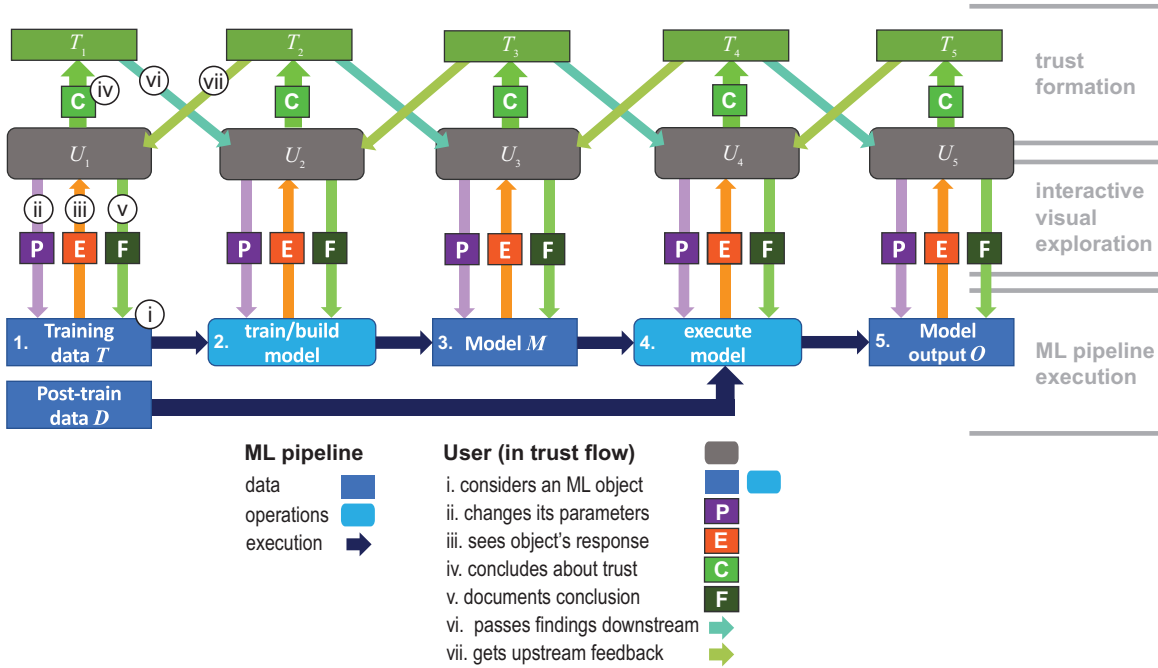 T1 T2 T3 T4 T5
vi vii
C iv C C C C
trust
formation
U1 U2 U3 U4 U5
ii iii v
P E F P E F P E F P E F P E F
interactive
visual
exploration
i
1. Training
data T
2. train/build
model
3. Model M
4. execute
model
5. Model
output O
ML pipeline
execution
Post-train
data D
ML pipeline
data
operations
execution
User (in trust flow)
i. considers an ML object
ii. changes its parameters P
iii. sees object's response E
iv. concludes about trust C
v. documents conclusion F
vi. passes findings downstream
vii. gets upstream feedback